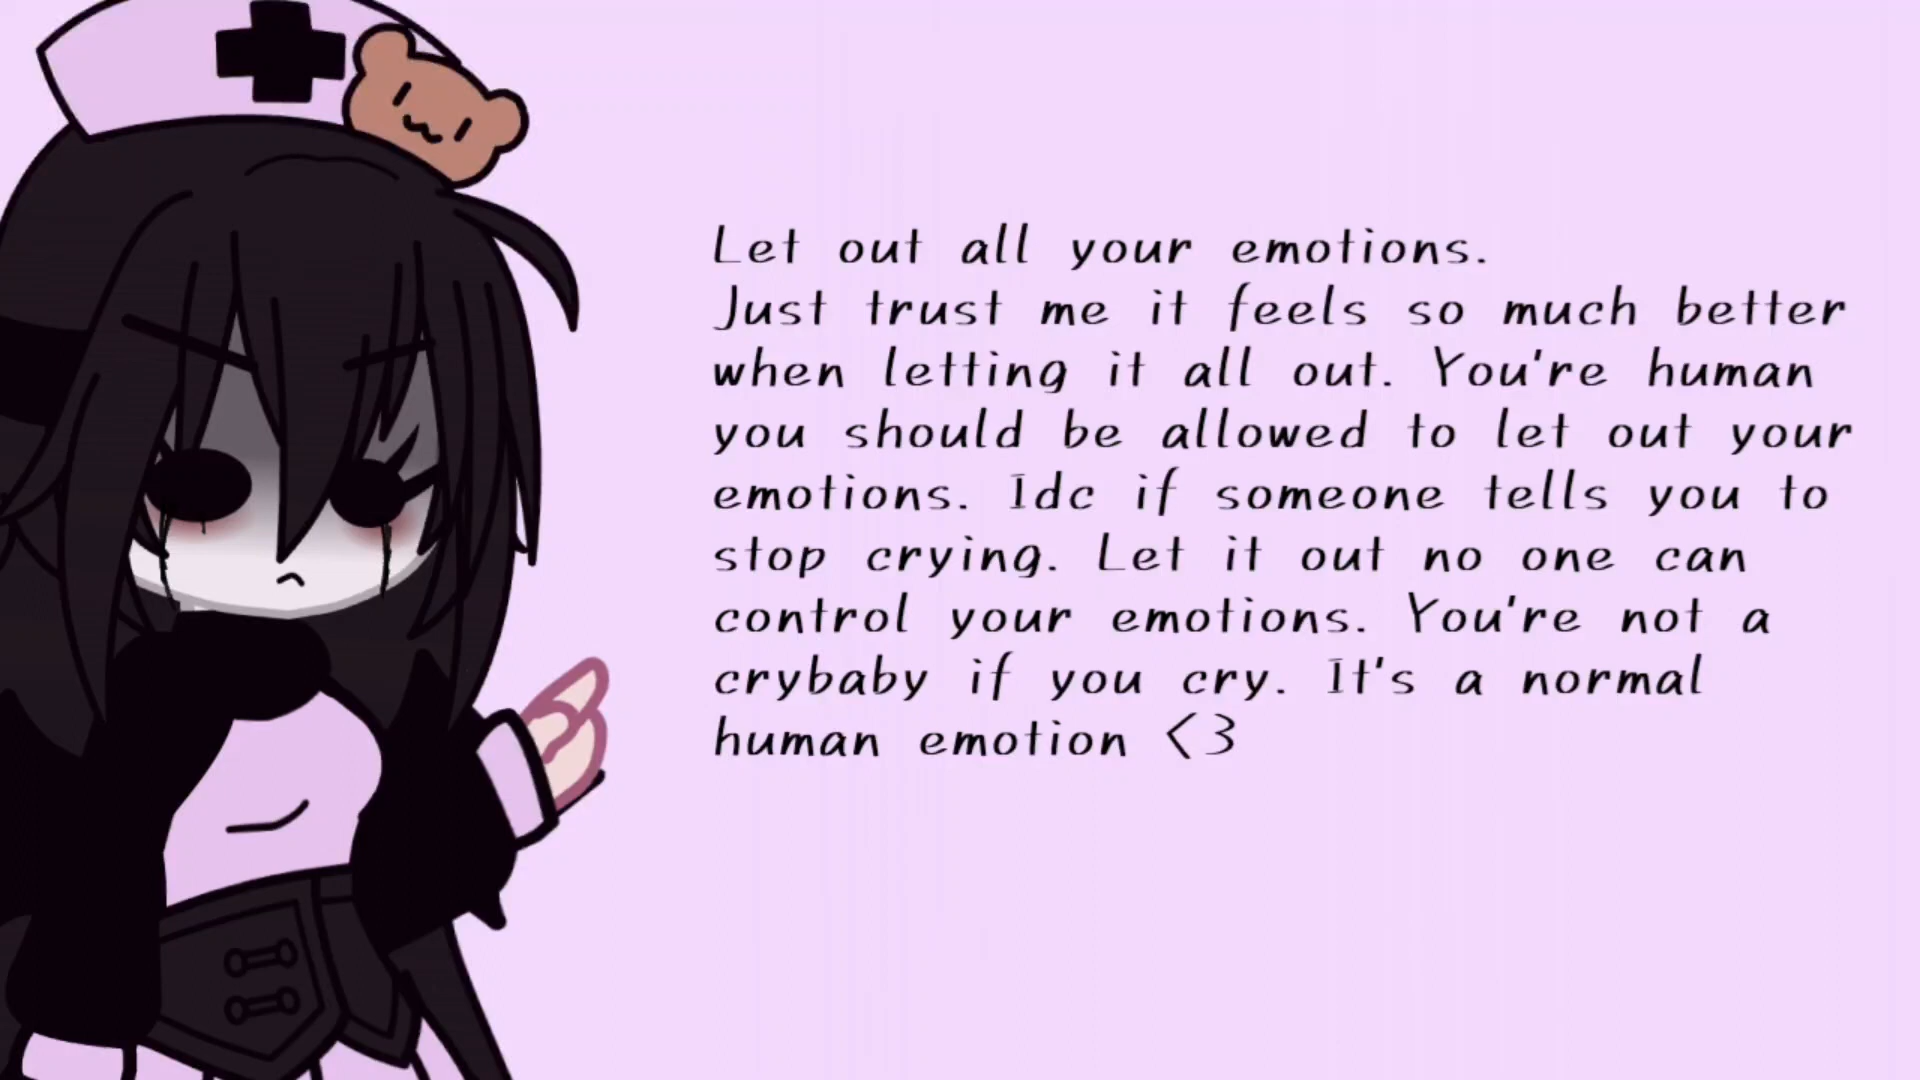 Let out all your emotions.
Just trust me it feels so much better
when letting it all out. You're human
you should be allowed to let out your
emotions. Idc if someone tells you to
stop crying. Let it out no one can
control your emotions. You're not a
crybaby if you cry. It's a normal
human emotion <3